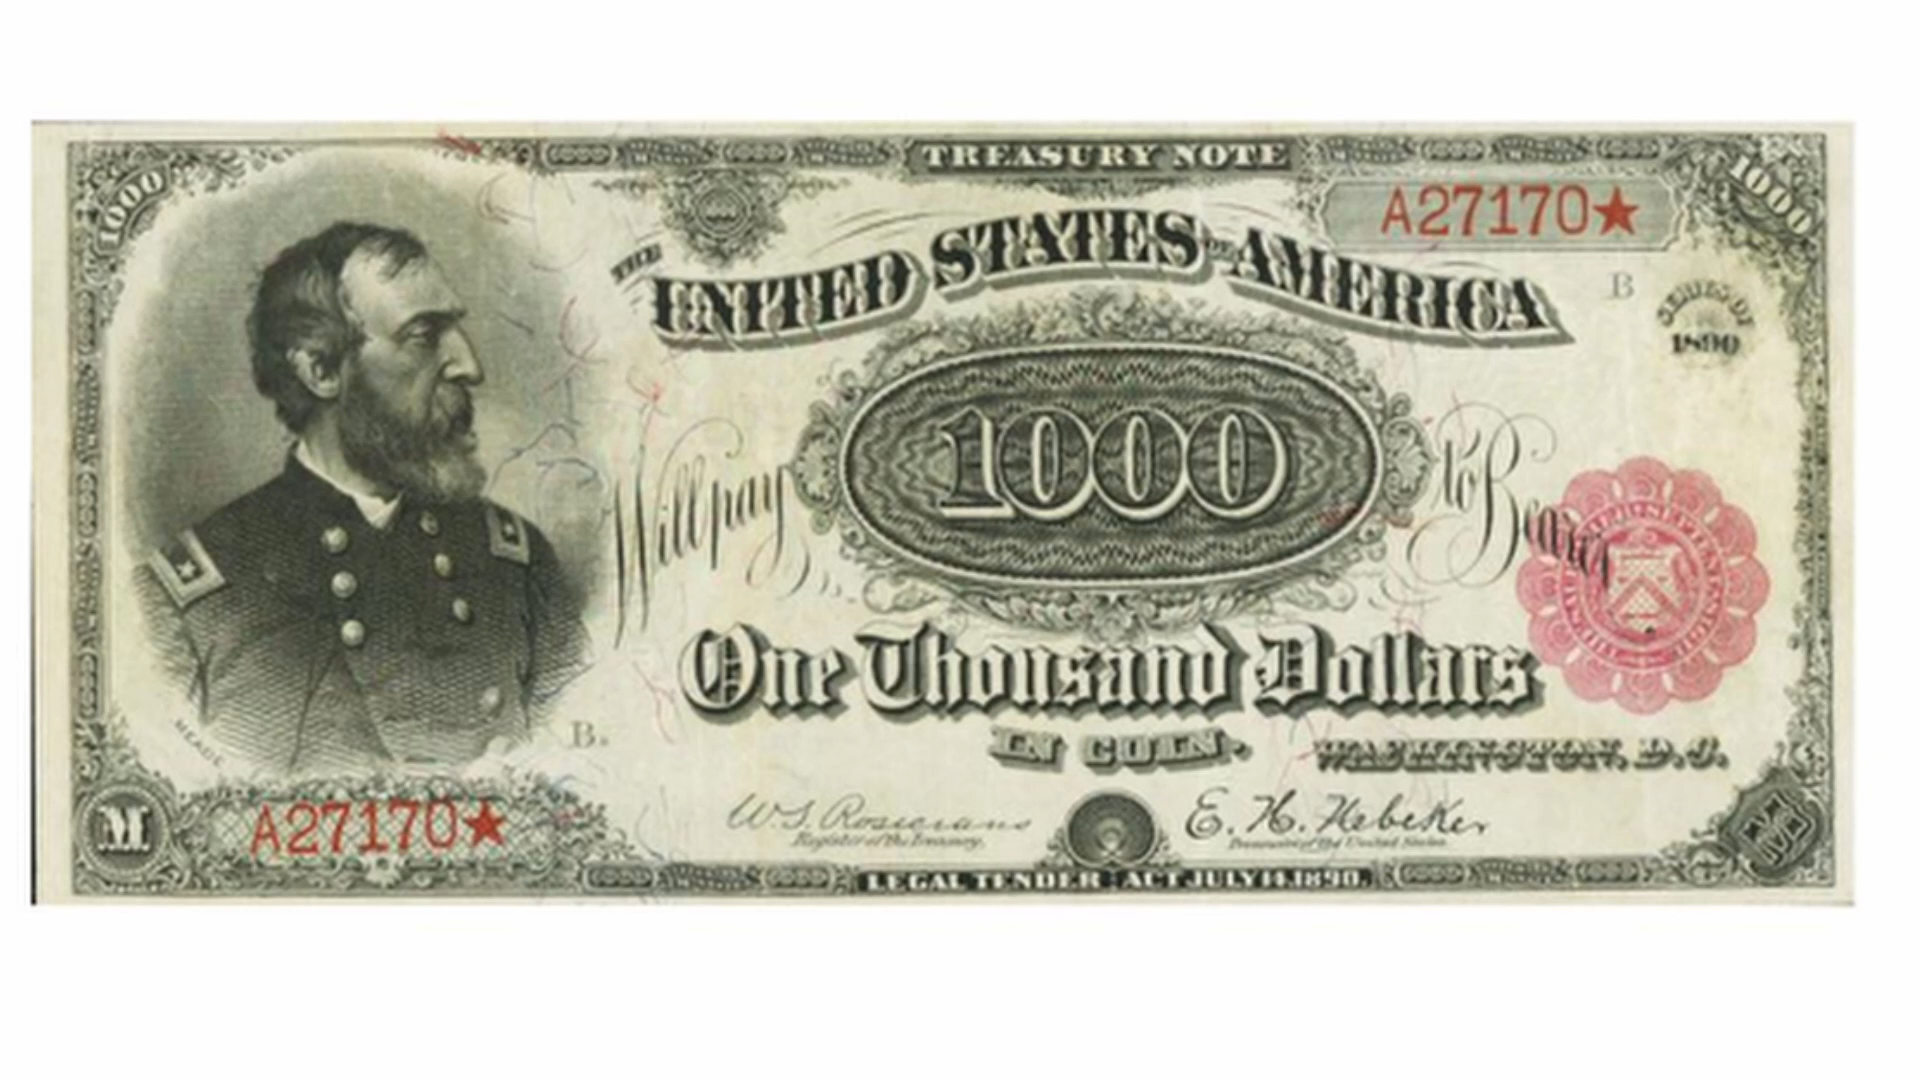 TREASURY NOTE
1000
1000
A27170★
THE
UNITED STATES OF AMERICA
B
SERIES OF
1890
Will pay
1000
to Bearer
One Thousand Dollars
B.
IN COIN.
WASHINGTON, D.C.
MEADE
M
A27170★
W.S. Rosecrans
Register of the Treasury.
E. H. Nebeker
Treasurer of the United States.
M
LEGAL TENDER ACT JULY 14, 1890.